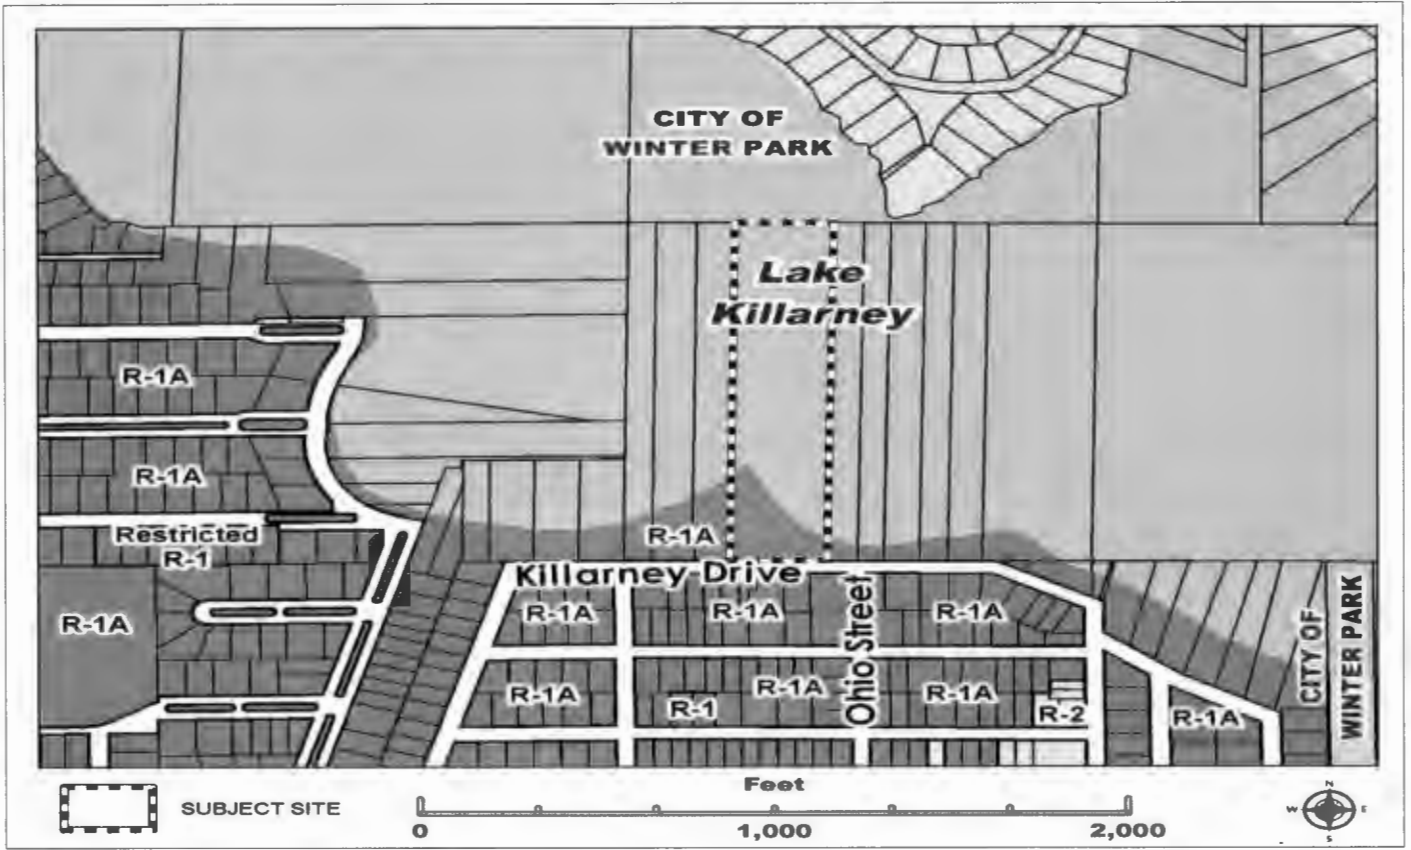 CITY OF
WINTER PARK
Lake
Killarney
R-1A
R-1A
Restricted
R-1
R-1A
R-1A
Killarney Drive
R-1A
R-1A
R-1A
Ohio Street
R-1A
R-1
R-1A
R-1A
R-2
R-1A
CITY OF
WINTER PARK
SUBJECT SITE
Feet
0
1,000
2,000
N
W
E
S